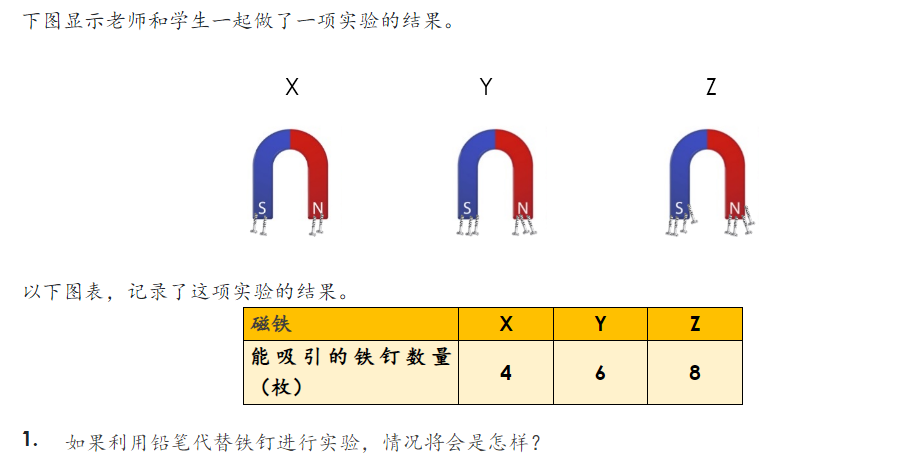 下图显示老师和学生一起做了一项实验的结果。
X Y Z
S N S N S N
以下图表，记录了这项实验的结果。
磁铁 X Y Z
能吸引的铁钉数量
（枚） 4 6 8
1. 如果利用铅笔代替铁钉进行实验，情况将会是怎样？